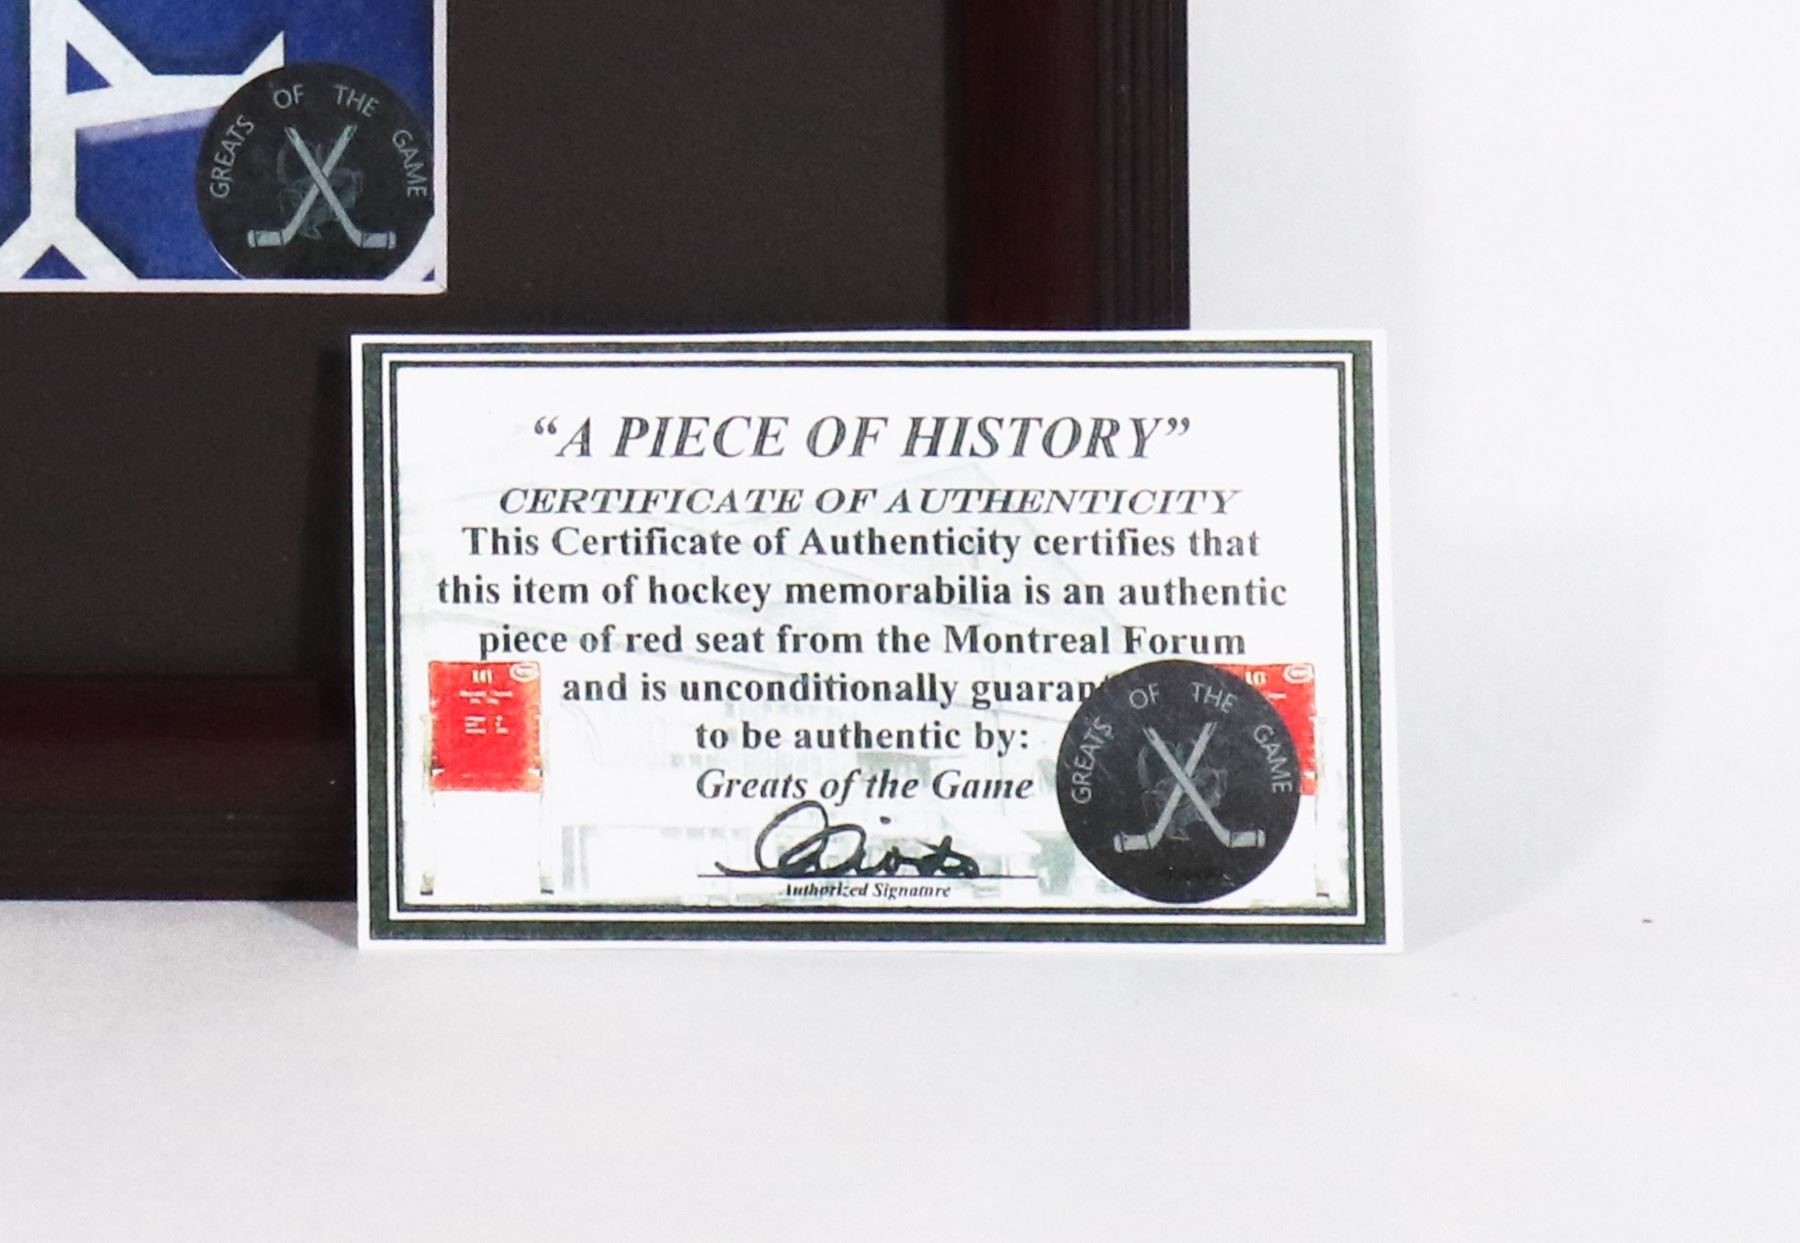 GREATS OF THE GAME
"A PIECE OF HISTORY"
CERTIFICATE OF AUTHENTICITY
This Certificate of Authenticity certifies that
this item of hockey memorabilia is an authentic
piece of red seat from the Montreal Forum
and is unconditionally guaran
to be authentic by:
Greats of the Game
Authorized Signature
GREATS OF THE GAME